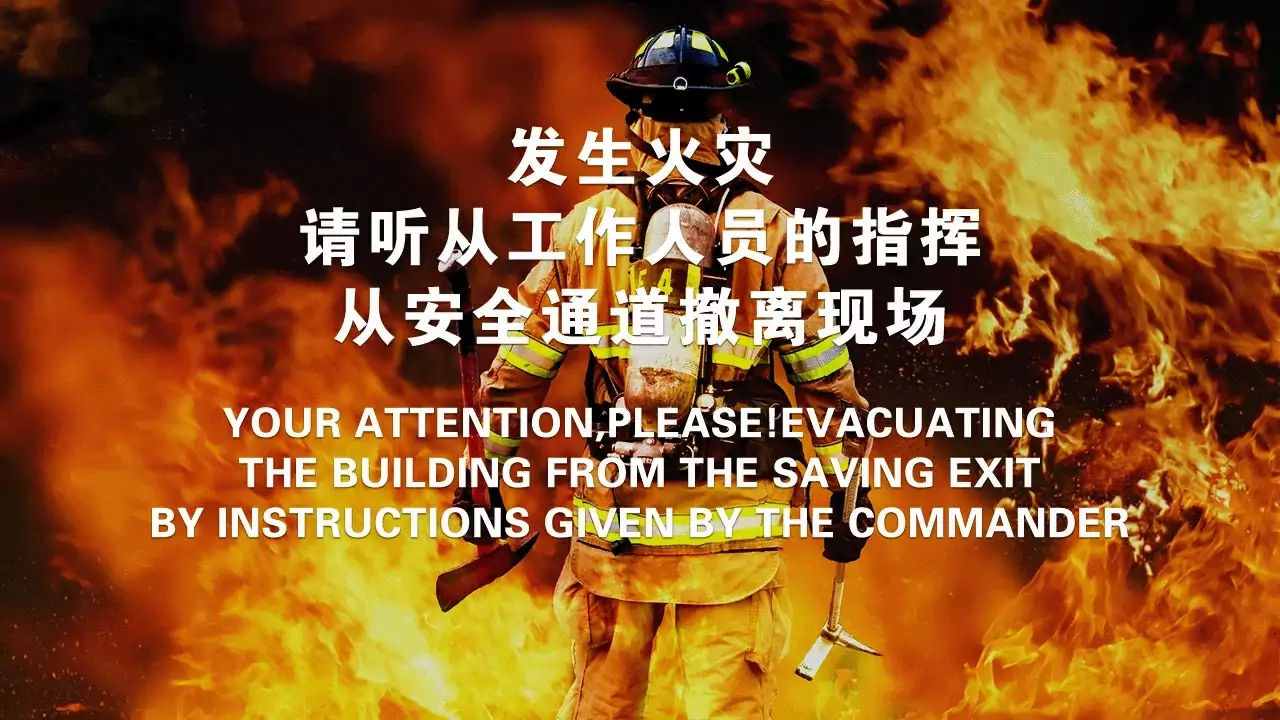 发生火灾
请听从工作人员的指挥
从安全通道撤离现场
YOUR ATTENTION,PLEASE!EVACUATING
THE BUILDING FROM THE SAVING EXIT
BY INSTRUCTIONS GIVEN BY THE COMMANDER